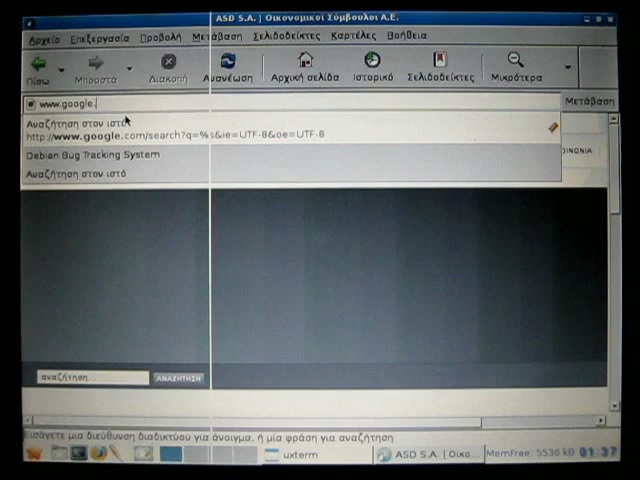 ASD S.A. | Οικονομικοί Σύμβουλοι Α.Ε.
Αρχείο Επεξεργασία Προβολή Μετάβαση Σελιδοδείκτες Καρτέλες Βοήθεια
Πίσω Μπροστά Διακοπή Ανανέωση Αρχική σελίδα Ιστορικό Σελιδοδείκτες Μικρότερα
www.google. Μετάβαση
Αναζήτηση στον ιστό
http://www.google.com/search?q=%s&ie=UTF-8&oe=UTF-8
Debian Bug Tracking System
ΟΙΝΩΝΙΑ
Αναζήτηση στον ιστό
αναζήτηση... ΑΝΑΖΗΤΗΣΗ
Εισάγετε μια διεύθυνση διαδικτύου για άνοιγμα, ή μία φράση για αναζήτηση
uxterm ASD S.A. | Οικο... MemFree: 5536 kB 01:37